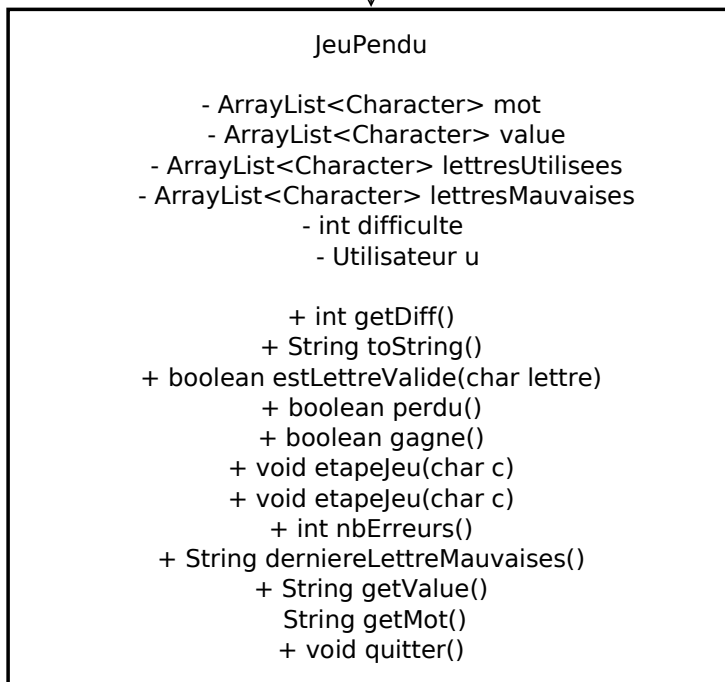 JeuPendu
- ArrayList<Character> mot
- ArrayList<Character> value
- ArrayList<Character> lettresUtilisees
- ArrayList<Character> lettresMauvaises
- int difficulte
- Utilisateur u
+ int getDiff()
+ String toString()
+ boolean estLettreValide(char lettre)
+ boolean perdu()
+ boolean gagne()
+ void etapeJeu(char c)
+ void etapeJeu(char c)
+ int nbErreurs()
+ String derniereLettreMauvaises()
+ String getValue()
String getMot()
+ void quitter()